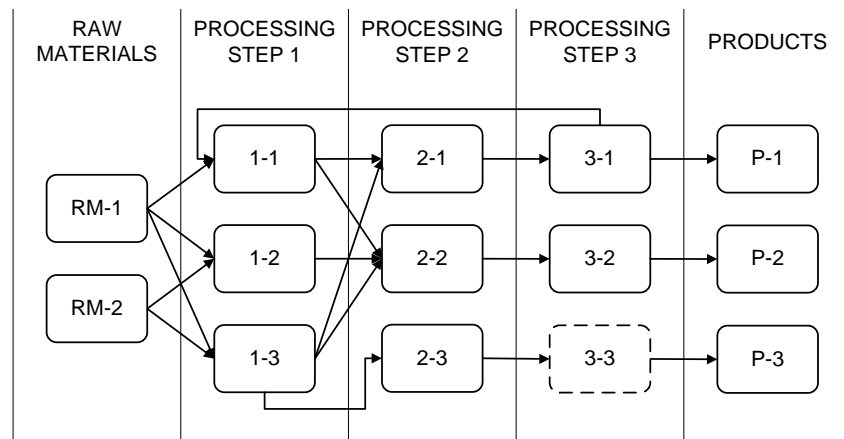 RAW
MATERIALS
PROCESSING
STEP 1
PROCESSING
STEP 2
PROCESSING
STEP 3
PRODUCTS
1-1
2-1
3-1
P-1
RM-1
1-2
2-2
3-2
P-2
RM-2
1-3
2-3
3-3
P-3